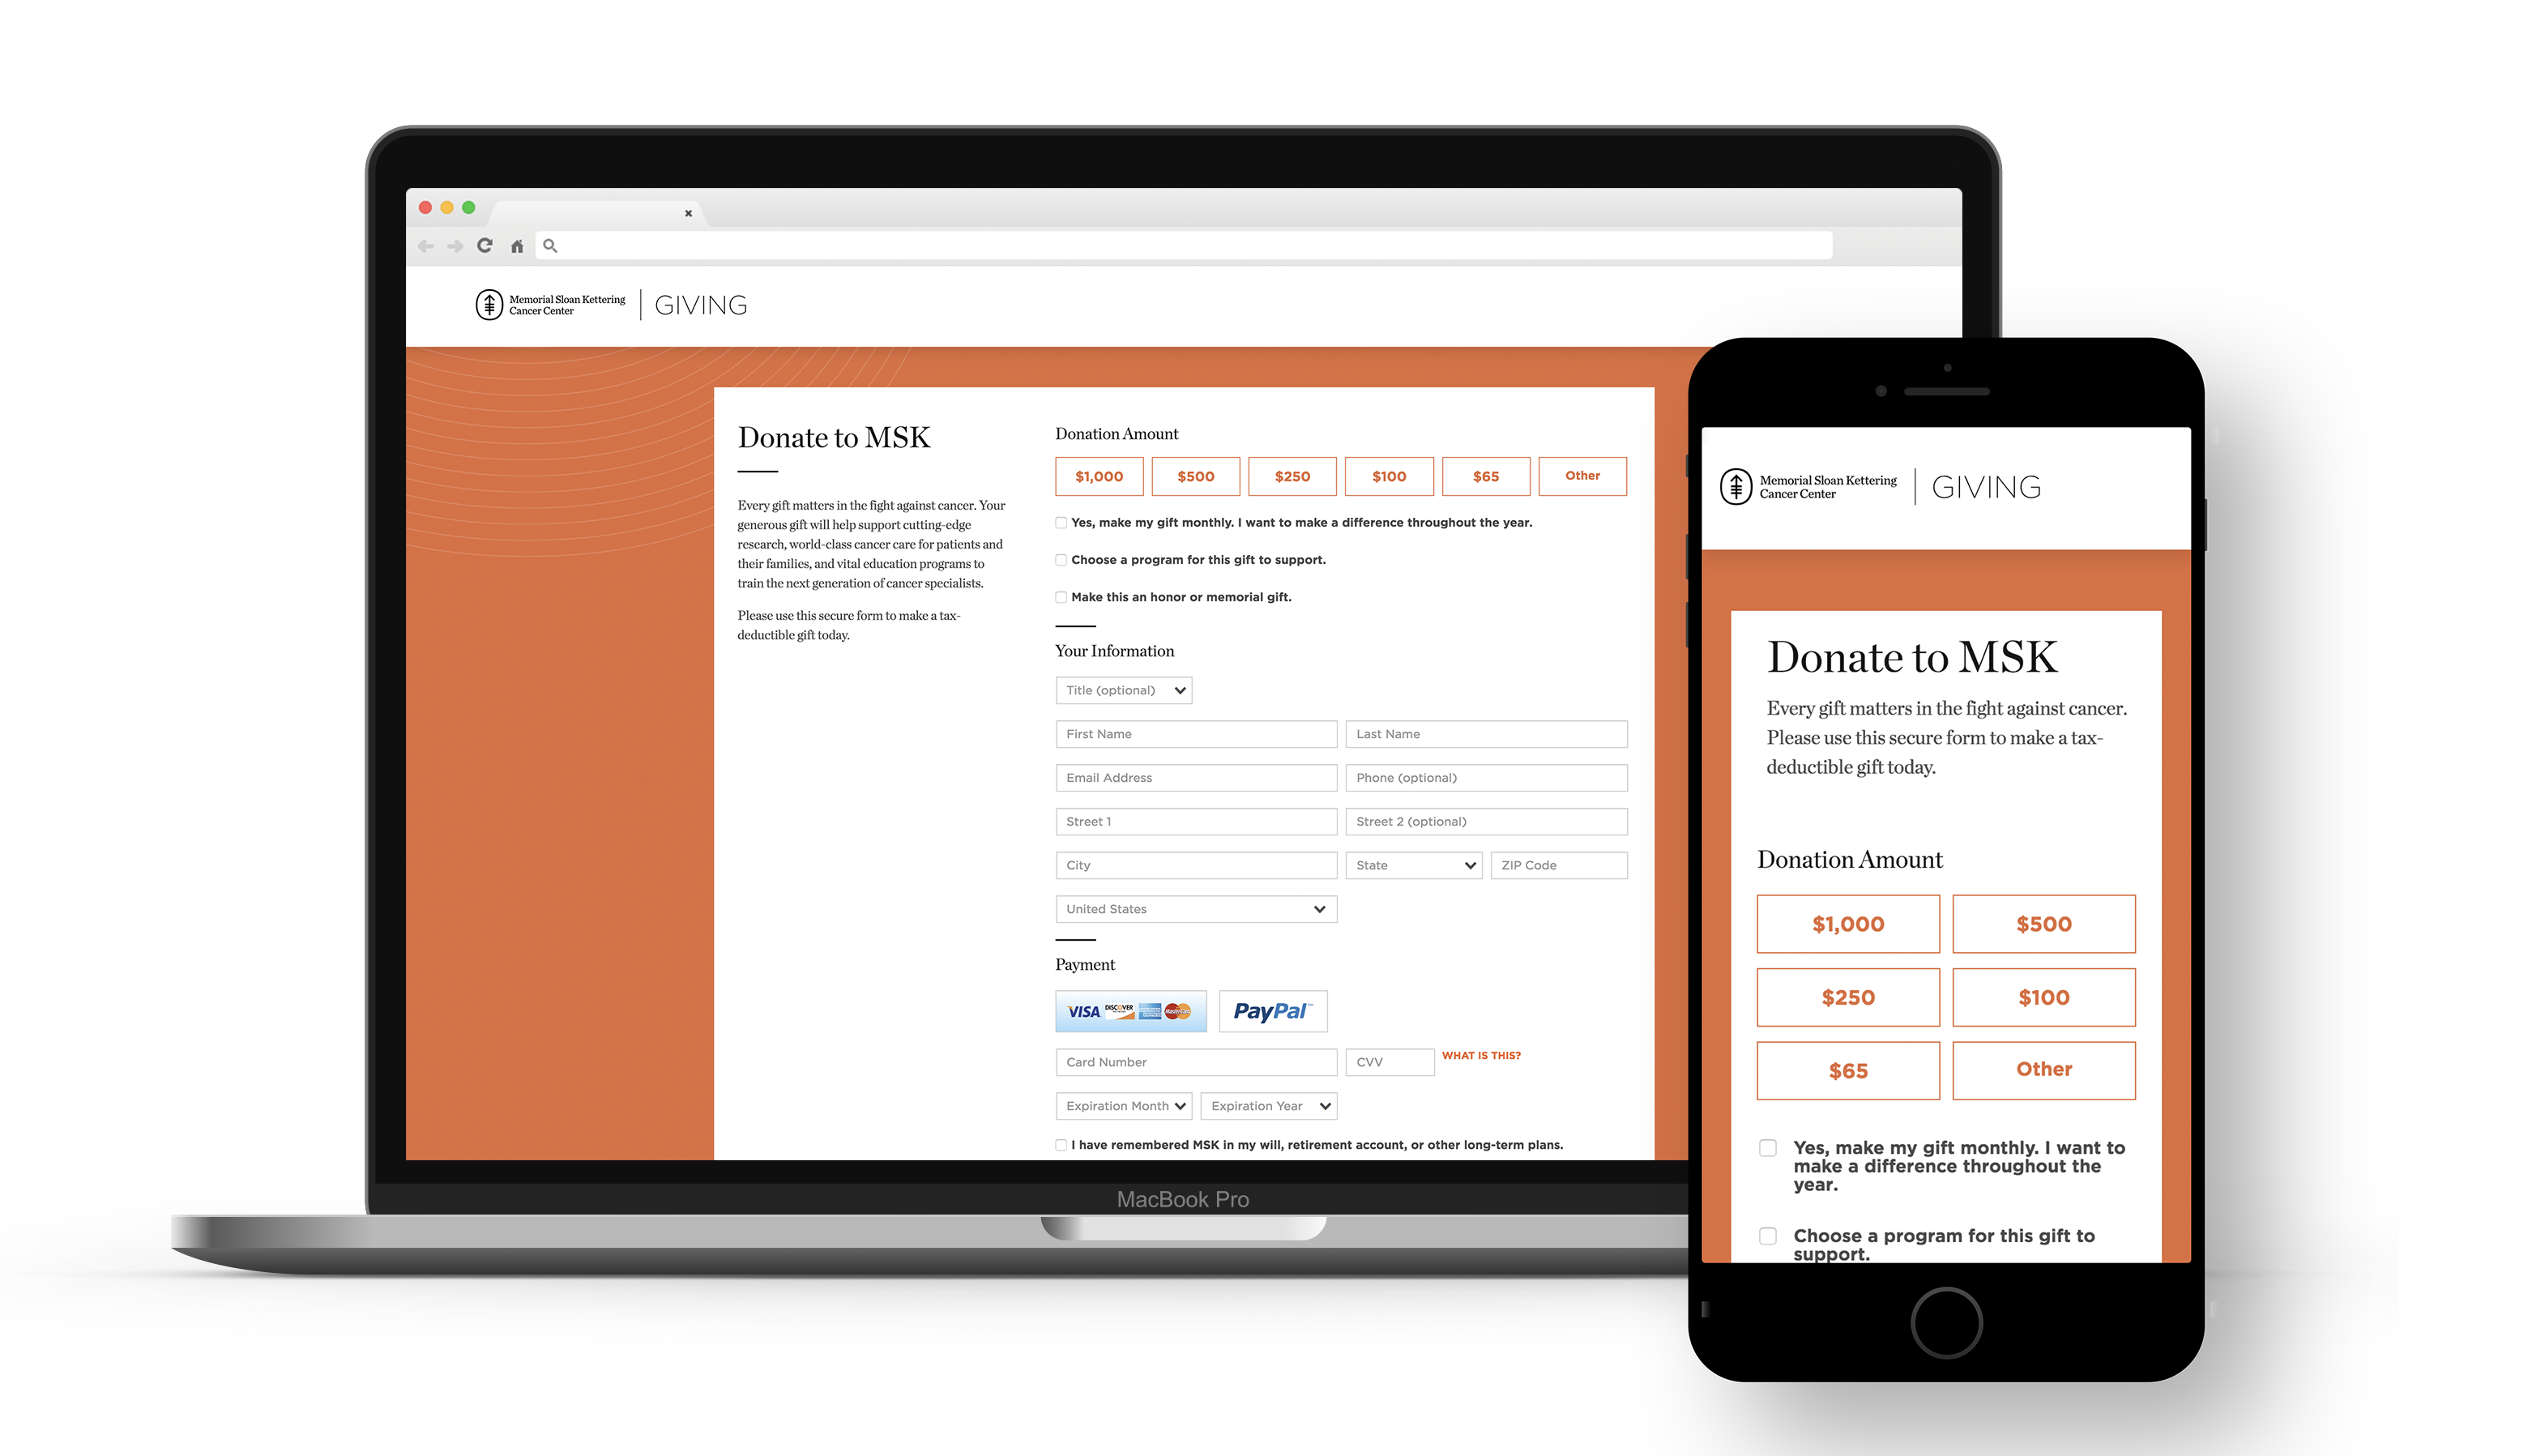 Memorial Sloan Kettering
Cancer Center
GIVING
Donate to MSK
Every gift matters in the fight against cancer. Your
generous gift will help support cutting-edge
research, world-class cancer care for patients and
their families, and vital education programs to
train the next generation of cancer specialists.
Please use this secure form to make a tax-
deductible gift today.
Donation Amount
$1,000 $500 $250 $100 $65 Other
Yes, make my gift monthly. I want to make a difference throughout the year.
Choose a program for this gift to support.
Make this an honor or memorial gift.
Your Information
Title (optional)
First Name Last Name
Email Address Phone (optional)
Street 1 Street 2 (optional)
City State ZIP Code
United States
Payment
VISA DISCOVER MasterCard PayPal
Card Number CVV WHAT IS THIS?
Expiration Month Expiration Year
I have remembered MSK in my will, retirement account, or other long-term plans.
MacBook Pro
Memorial Sloan Kettering
Cancer Center
GIVING
Donate to MSK
Every gift matters in the fight against cancer.
Please use this secure form to make a tax-
deductible gift today.
Donation Amount
$1,000 $500
$250 $100
$65 Other
Yes, make my gift monthly. I want to
make a difference throughout the
year.
Choose a program for this gift to
support.